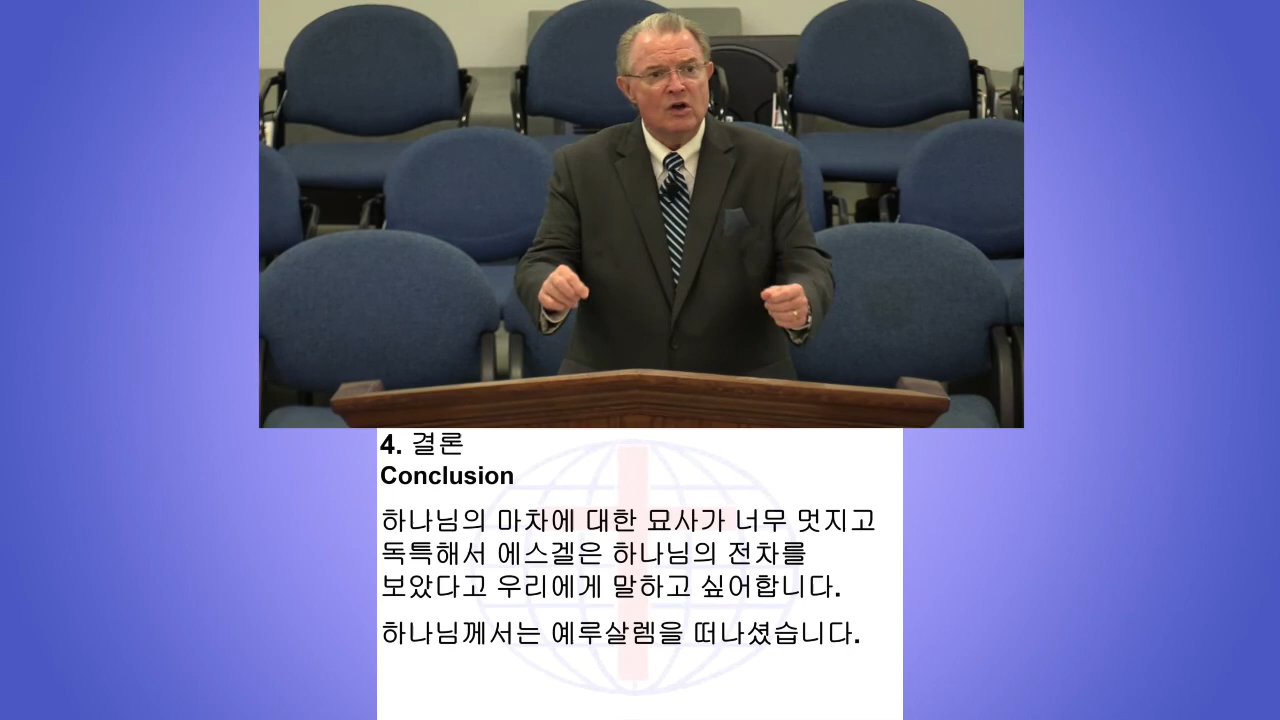 4. 결론
Conclusion
하나님의 마차에 대한 묘사가 너무 멋지고
독특해서 에스겔은 하나님의 전차를
보았다고 우리에게 말하고 싶어합니다.
하나님께서는 예루살렘을 떠나셨습니다.